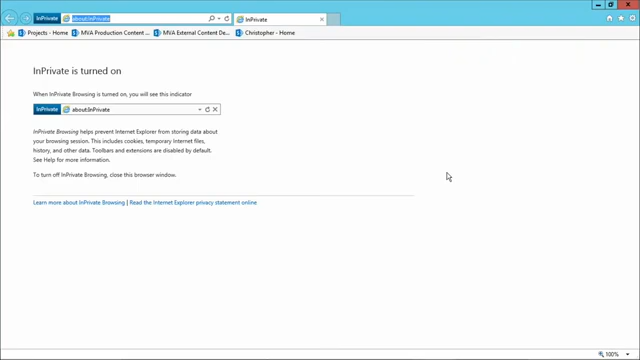 InPrivate about:InPrivate InPrivate
Projects - Home MVA Production Content ... MVA External Content De... Christopher - Home
InPrivate is turned on
When InPrivate Browsing is turned on, you will see this indicator
InPrivate about:InPrivate
InPrivate Browsing helps prevent Internet Explorer from storing data about
your browsing session. This includes cookies, temporary Internet files,
history, and other data. Toolbars and extensions are disabled by default.
See Help for more information.
To turn off InPrivate Browsing, close this browser window.
Learn more about InPrivate Browsing | Read the Internet Explorer privacy statement online
100%